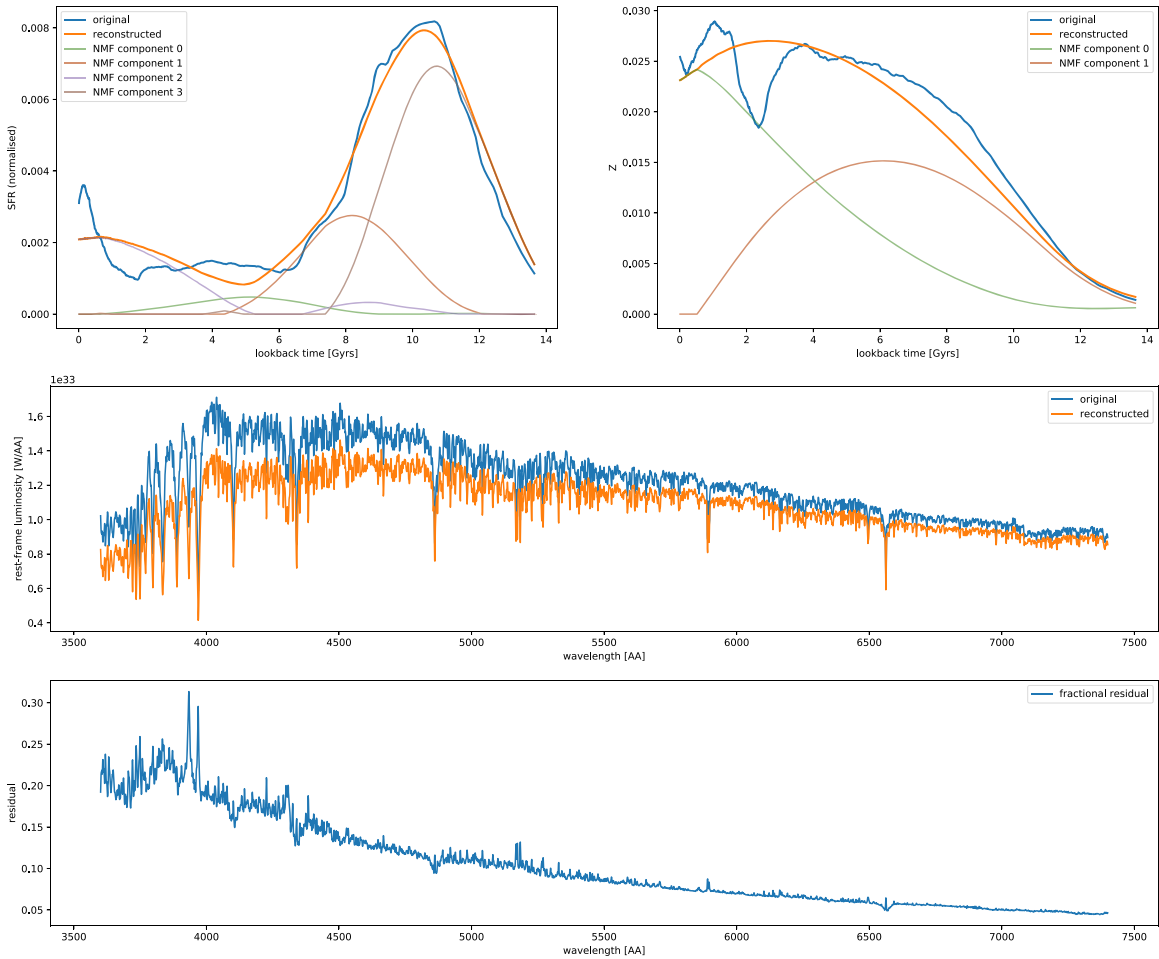 original
reconstructed
NMF component 0
NMF component 1
NMF component 2
NMF component 3
0.008
0.006
0.004
0.002
0.000
SFR (normalised)
0 2 4 6 8 10 12 14
lookback time [Gyrs]
original
reconstructed
NMF component 0
NMF component 1
0.030
0.025
0.020
0.015
0.010
0.005
0.000
Z
0 2 4 6 8 10 12 14
lookback time [Gyrs]
1e33
original
reconstructed
1.6
1.4
1.2
1.0
0.8
0.6
0.4
rest-frame luminosity [W/AA]
3500 4000 4500 5000 5500 6000 6500 7000 7500
wavelength [AA]
fractional residual
0.30
0.25
0.20
0.15
0.10
0.05
residual
3500 4000 4500 5000 5500 6000 6500 7000 7500
wavelength [AA]